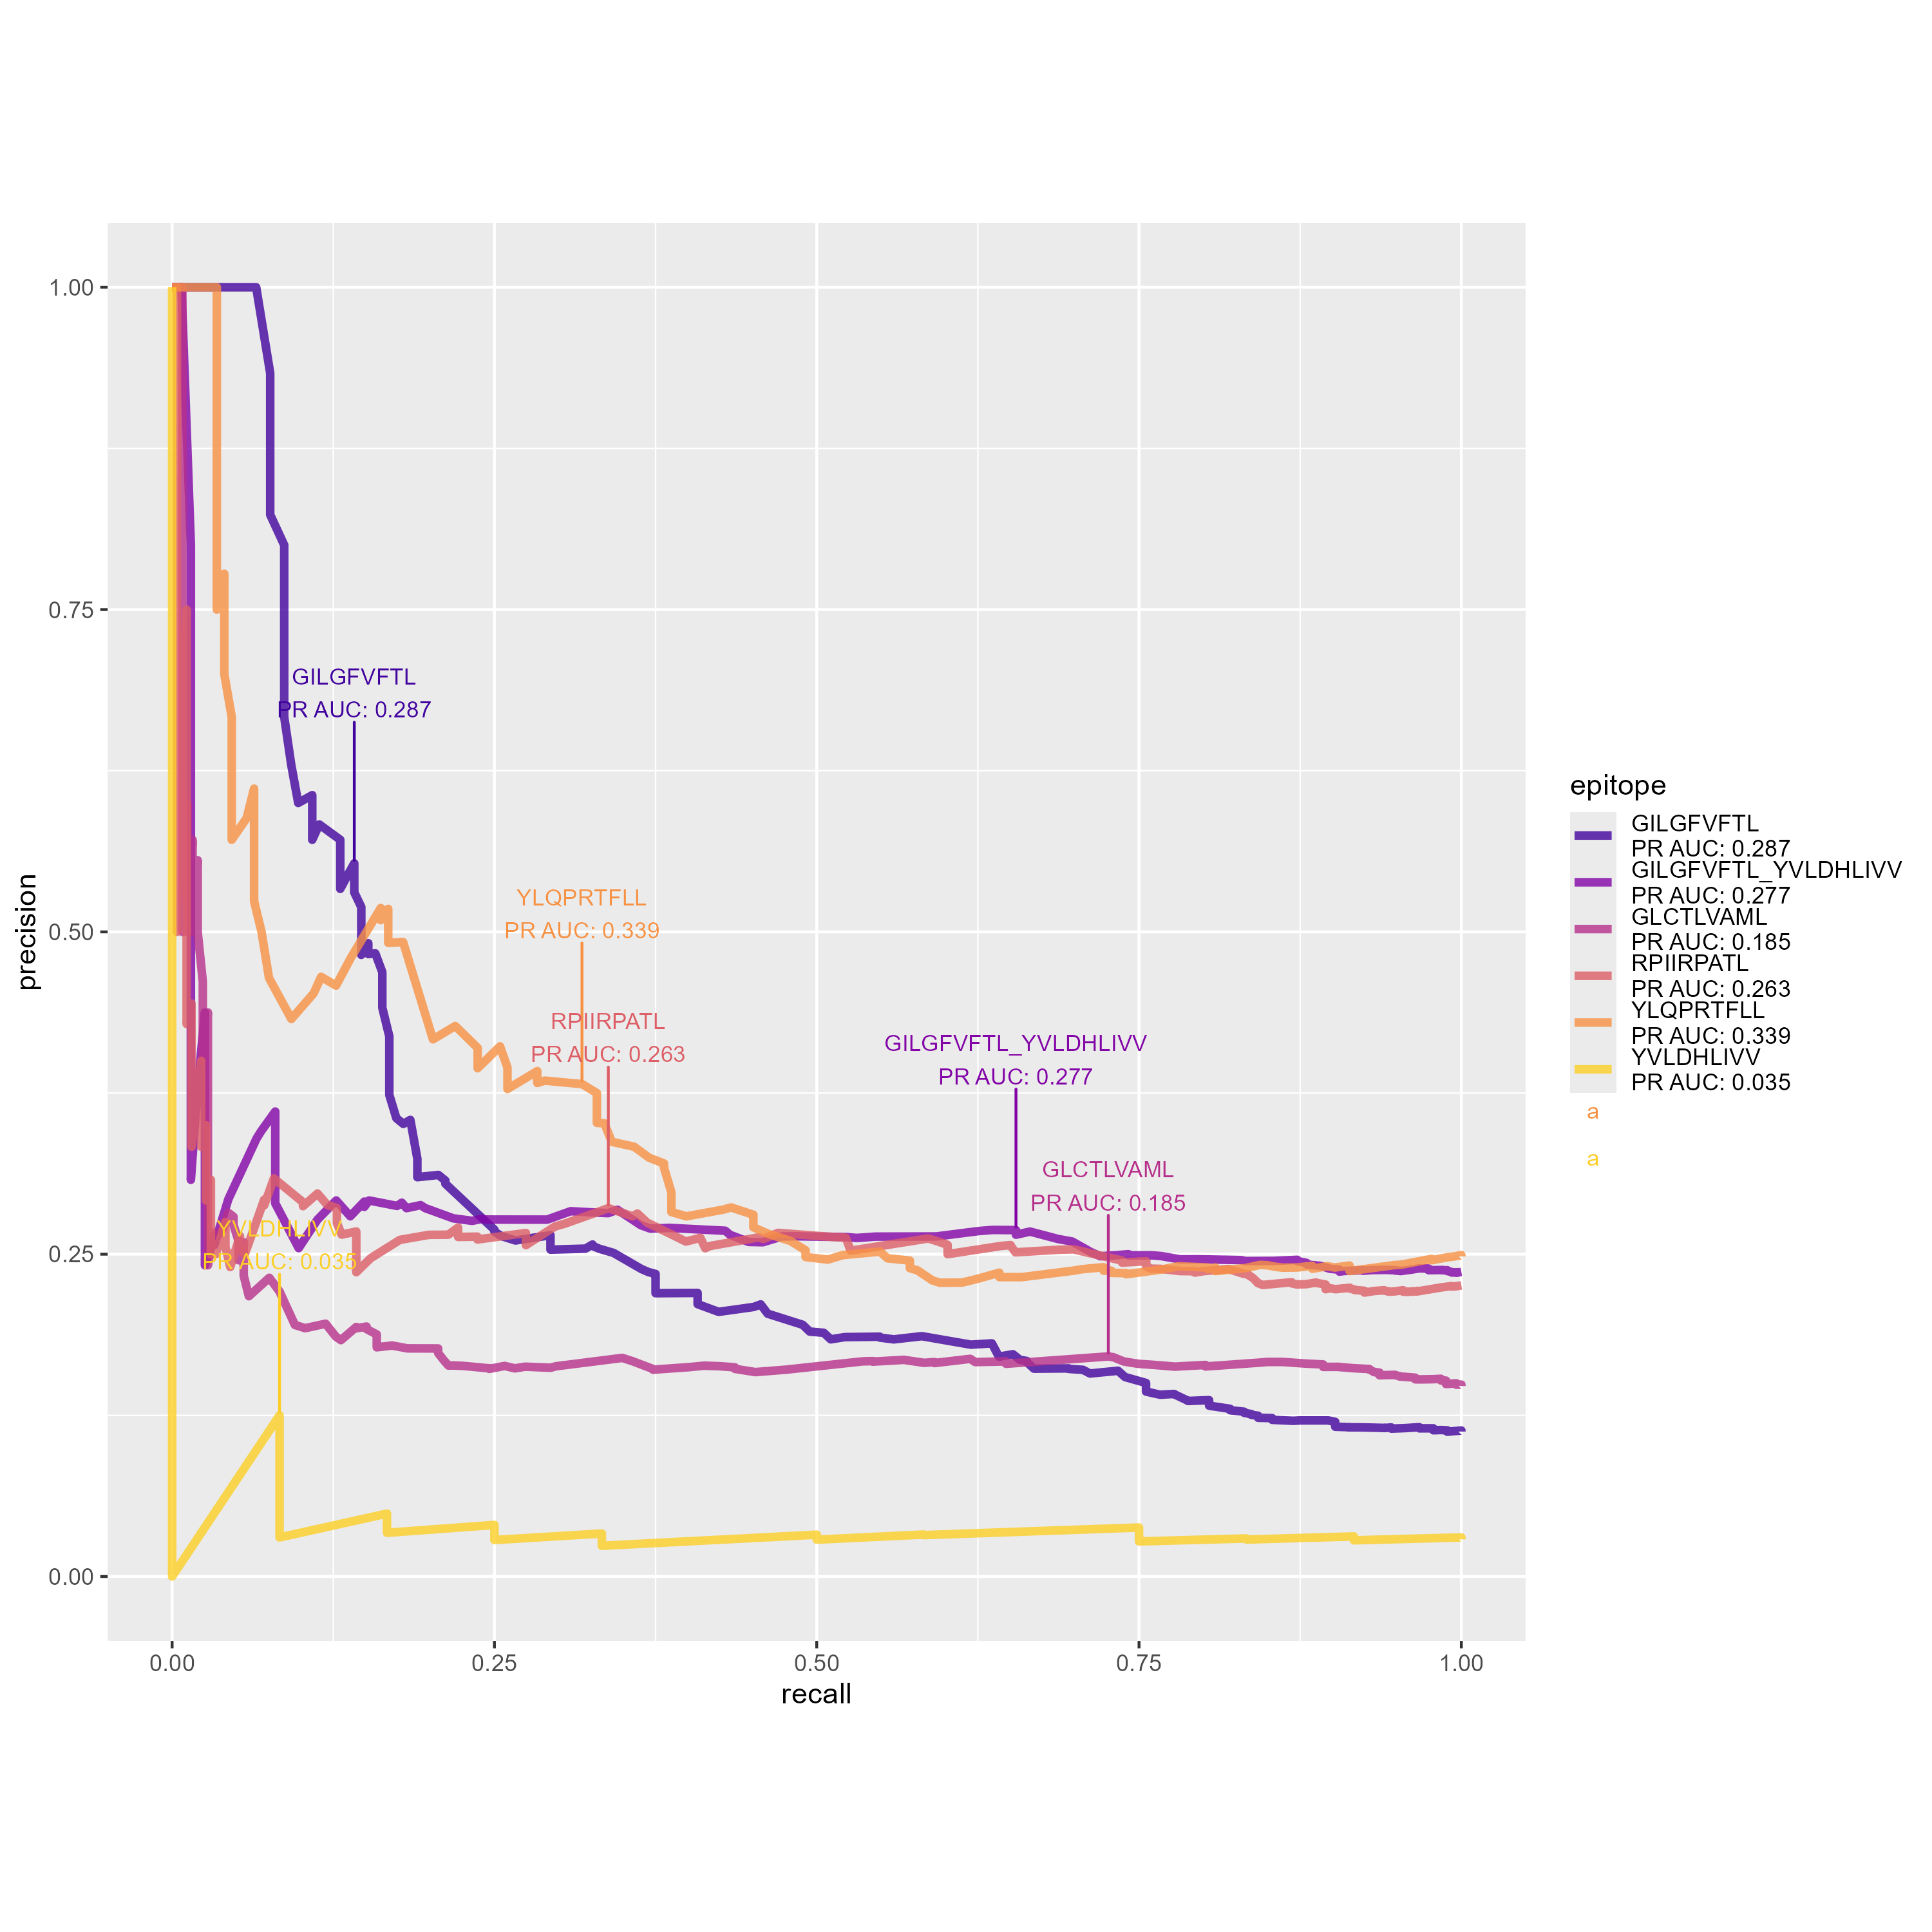 1.00
0.75
0.50
0.25
0.00
precision
GILGFVFTL
PR AUC: 0.287
YLQPRTFLL
PR AUC: 0.339
RPIIRPATL
PR AUC: 0.263
GILGFVFTL_YVLDHLIVV
PR AUC: 0.277
GLCTLVAML
PR AUC: 0.185
YVLDHLIVV
PR AUC: 0.035
0.00
0.25
0.50
0.75
1.00
recall
epitope
GILGFVFTL
PR AUC: 0.287
GILGFVFTL_YVLDHLIVV
PR AUC: 0.277
GLCTLVAML
PR AUC: 0.185
RPIIRPATL
PR AUC: 0.263
YLQPRTFLL
PR AUC: 0.339
YVLDHLIVV
PR AUC: 0.035
a
a